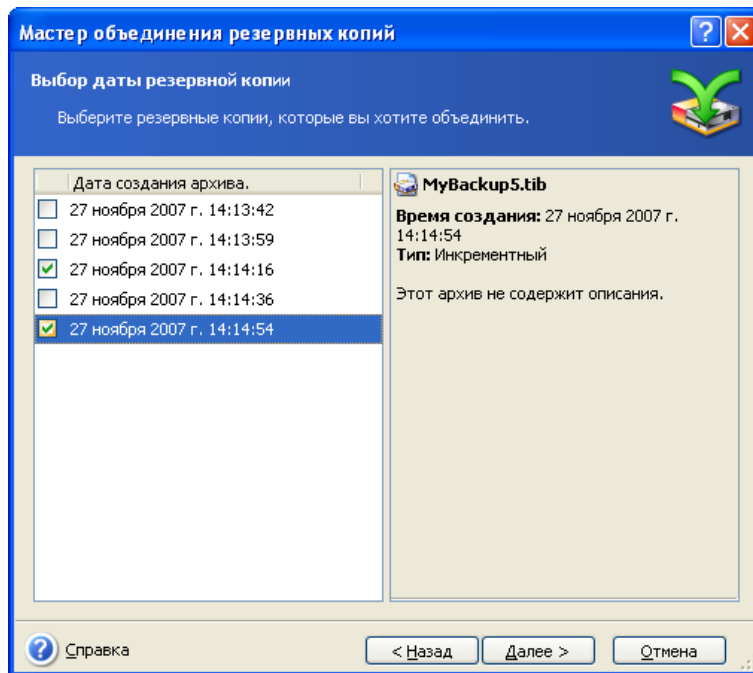 Мастер объединения резервных копий
Выбор даты резервной копии
Выберите резервные копии, которые вы хотите объединить.
Дата создания архива.
27 ноября 2007 г. 14:13:42
27 ноября 2007 г. 14:13:59
27 ноября 2007 г. 14:14:16
27 ноября 2007 г. 14:14:36
27 ноября 2007 г. 14:14:54
MyBackup5.tib
Время создания: 27 ноября 2007 г.
14:14:54
Тип: Инкрементный
Этот архив не содержит описания.
Справка
< Назад
Далее >
Отмена